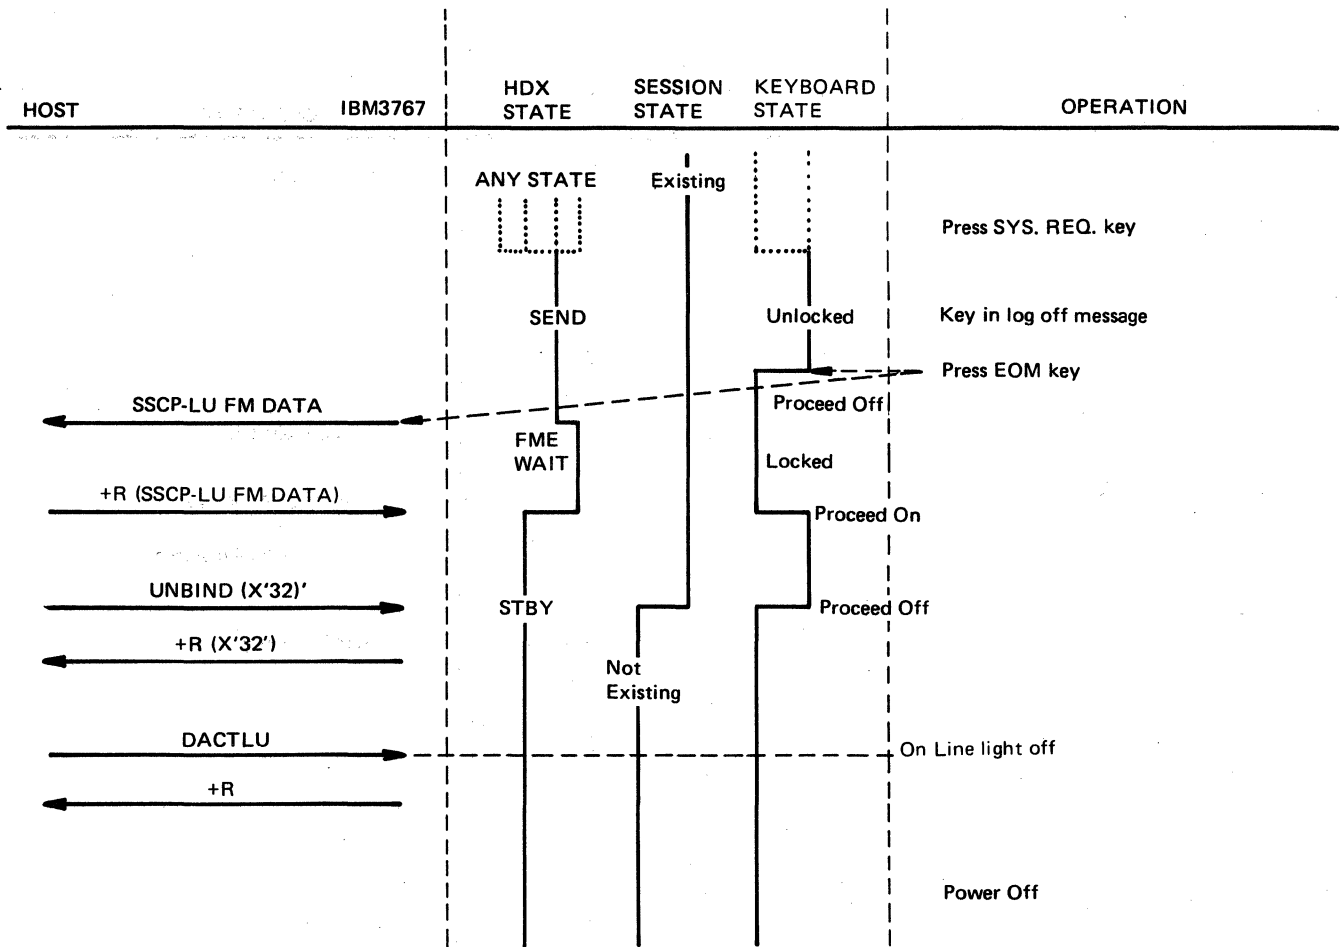 HOST
IBM3767
HDX
STATE
SESSION
STATE
KEYBOARD
STATE
OPERATION
ANY STATE
Existing
Press SYS. REQ. key
SEND
Unlocked
Key in log off message
Press EOM key
SSCP-LU FM DATA
Proceed Off
FME
WAIT
Locked
+R (SSCP-LU FM DATA)
Proceed On
UNBIND (X'32)'
STBY
Proceed Off
+R (X'32')
Not
Existing
DACTLU
On Line light off
+R
Power Off